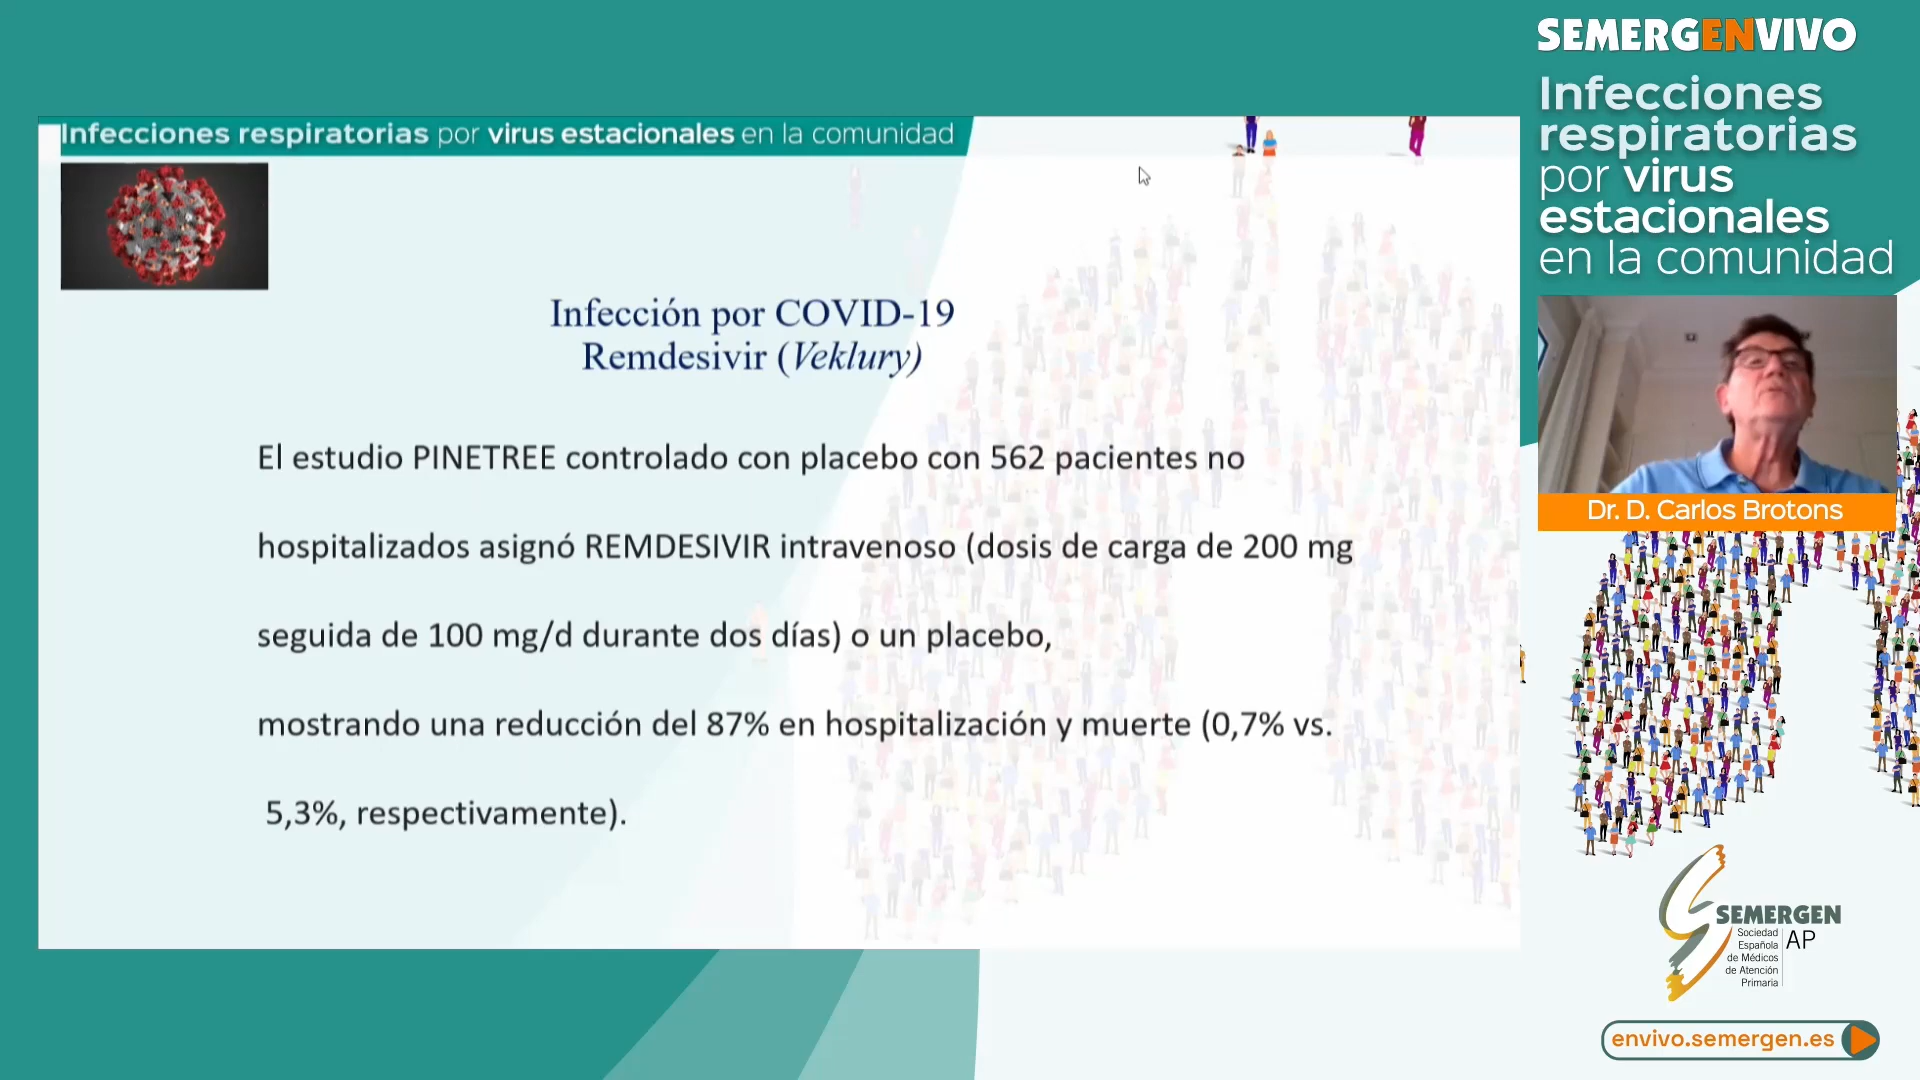 SEMERGENVIVO
Infecciones
respiratorias
por virus
estacionales
en la comunidad
Infecciones respiratorias por virus estacionales en la comunidad
Infección por COVID-19
Remdesivir (Veklury)
El estudio PINETREE controlado con placebo con 562 pacientes no
hospitalizados asignó REMDESIVIR intravenoso (dosis de carga de 200 mg
seguida de 100 mg/d durante dos días) o un placebo,
mostrando una reducción del 87% en hospitalización y muerte (0,7% vs.
5,3%, respectivamente).
Dr. D. Carlos Brotons
SEMERGEN
Sociedad
Española
de Médicos
de Atención
Primaria
AP
envivo.semergen.es